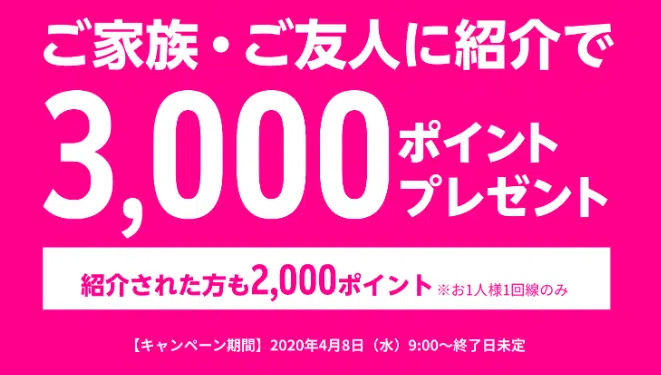 ご家族・ご友人に紹介で
3,000ポイント
プレゼント
紹介された方も2,000ポイント ※お1人様1回線のみ
【キャンペーン期間】2020年4月8日（水）9:00～終了日未定